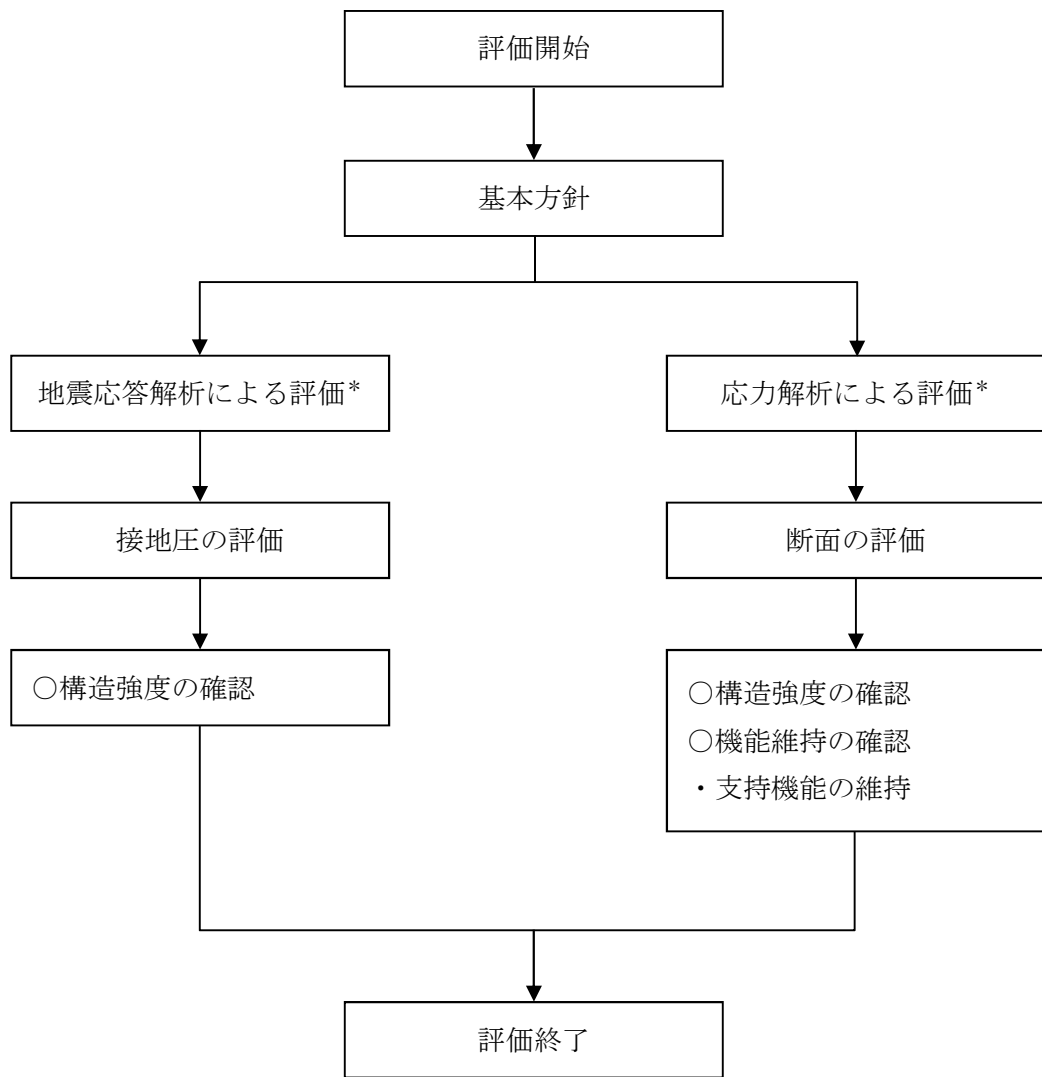 評価開始
基本方針
地震応答解析による評価*
応力解析による評価*
接地圧の評価
断面の評価
○構造強度の確認
○構造強度の確認
○機能維持の確認
・支持機能の維持
評価終了